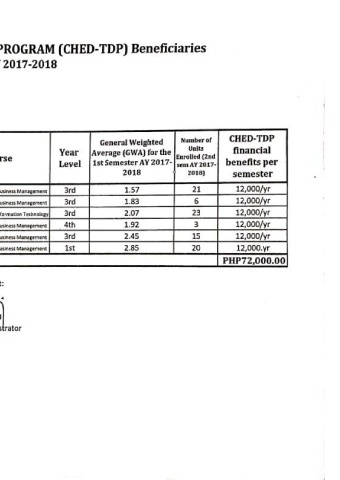 PROGRAM (CHED-TDP) Beneficiaries
2017-2018
rse Year Level General Weighted Average (GWA) for the 1st Semester AY 2017-2018 Number of Units Enrolled (2nd sem AY 2017-2018) CHED-TDP financial benefits per semester
usiness Management 3rd 1.57 21 12,000/yr
usiness Management 3rd 1.83 6 12,000/yr
formation Technology 3rd 2.07 23 12,000/yr
usiness Management 4th 1.92 3 12,000/yr
usiness Management 3rd 2.45 15 12,000/yr
usiness Management 1st 2.85 20 12,000.yr
PHP72,000.00
t:
strator